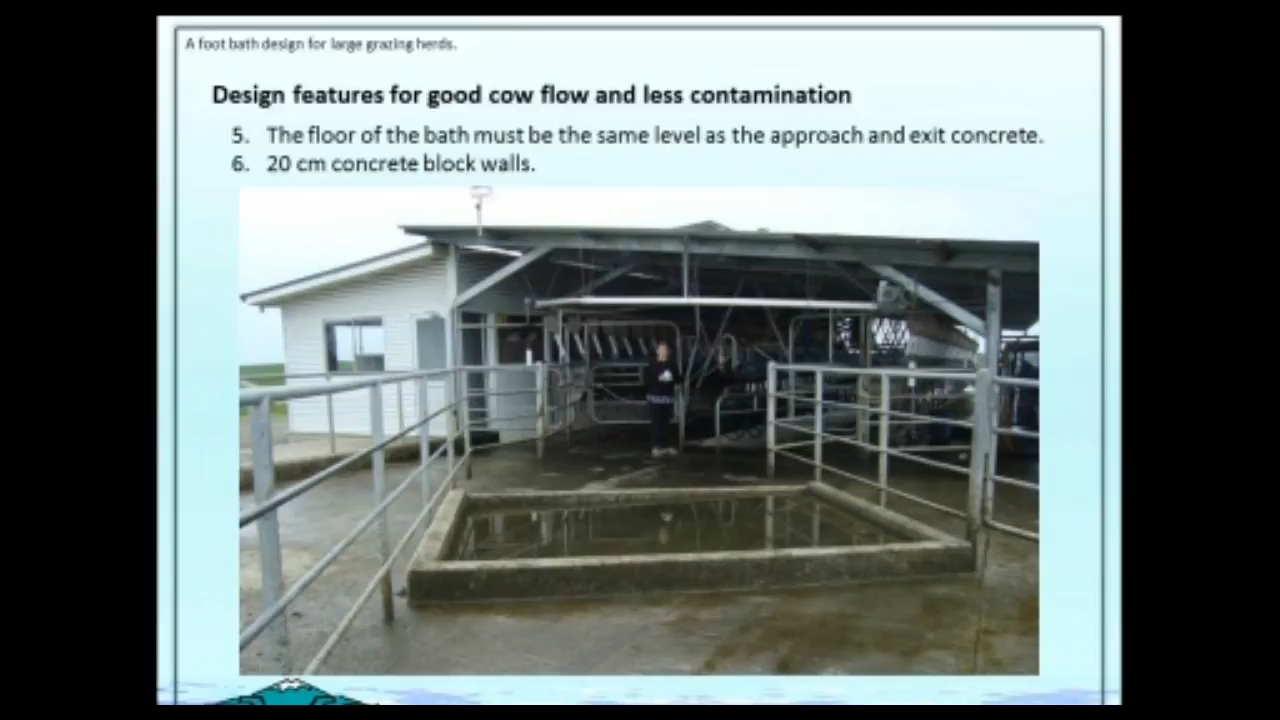 A foot bath design for large grazing herds.
Design features for good cow flow and less contamination
5. The floor of the bath must be the same level as the approach and exit concrete.
6. 20 cm concrete block walls.